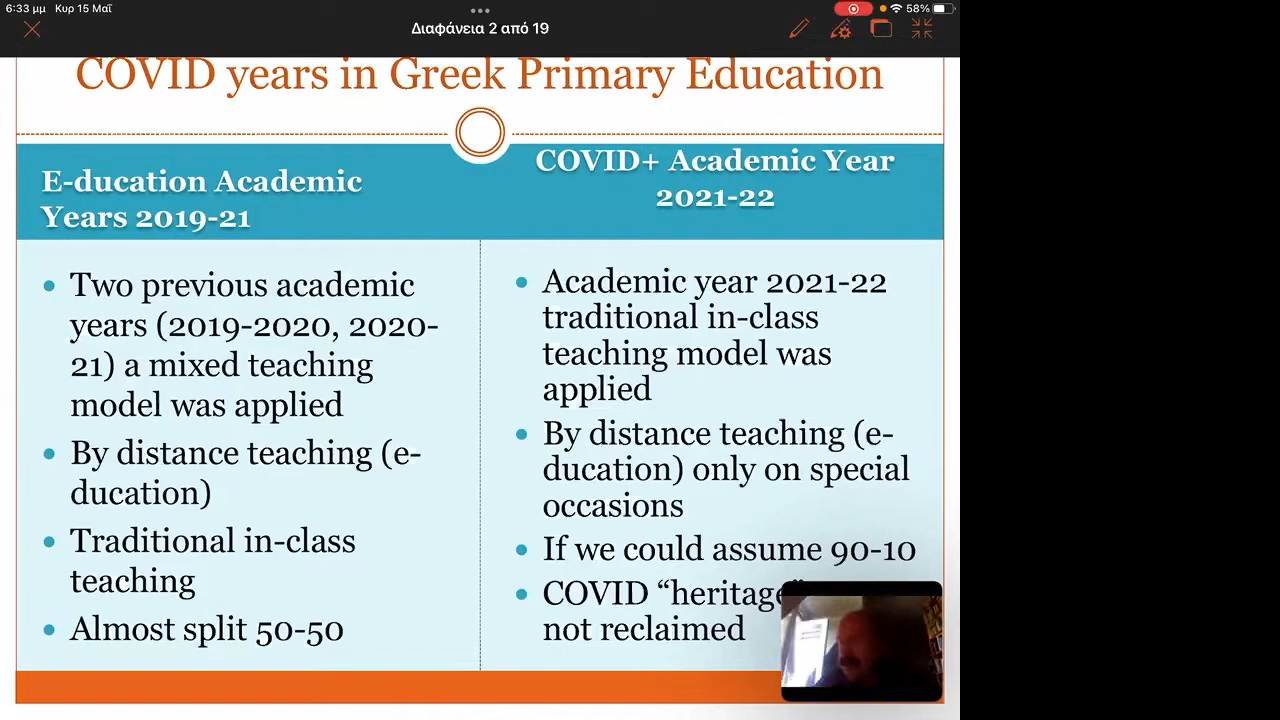 6:33 μμ Κυρ 15 Μαΐ
58%
Διαφάνεια 2 από 19
COVID years in Greek Primary Education
E-ducation Academic
Years 2019-21
COVID+ Academic Year
2021-22
• Two previous academic
years (2019-2020, 2020-
21) a mixed teaching
model was applied
• By distance teaching (e-
ducation)
• Traditional in-class
teaching
• Almost split 50-50
• Academic year 2021-22
traditional in-class
teaching model was
applied
• By distance teaching (e-
ducation) only on special
occasions
• If we could assume 90-10
• COVID “heritage”
not reclaimed